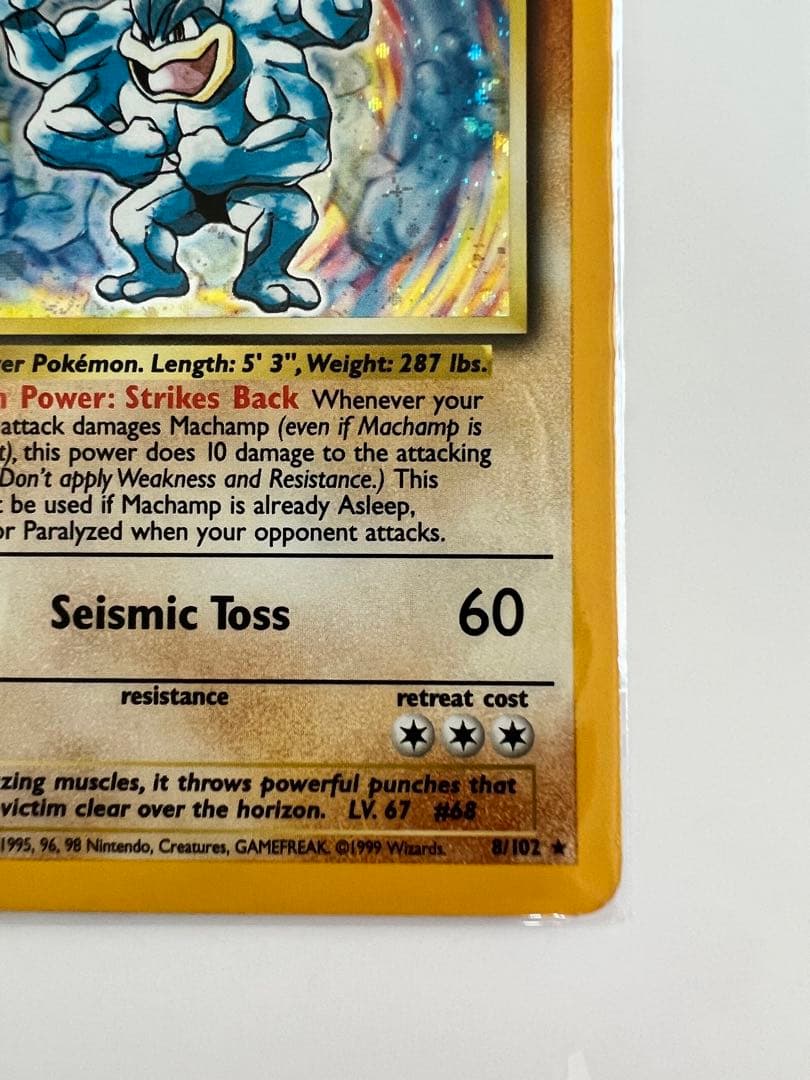 er Pokémon. Length: 5' 3", Weight: 287 lbs.
Power: Strikes Back Whenever your
attack damages Machamp (even if Machamp is
t), this power does 10 damage to the attacking
Don't apply Weakness and Resistance.) This
t be used if Machamp is already Asleep,
or Paralyzed when your opponent attacks.
Seismic Toss 60
resistance retreat cost
zing muscles, it throws powerful punches that
victim clear over the horizon. LV. 67 #68
1995, 96, 98 Nintendo, Creatures, GAMEFREAK. ©1999 Wizards. 8/102 ★